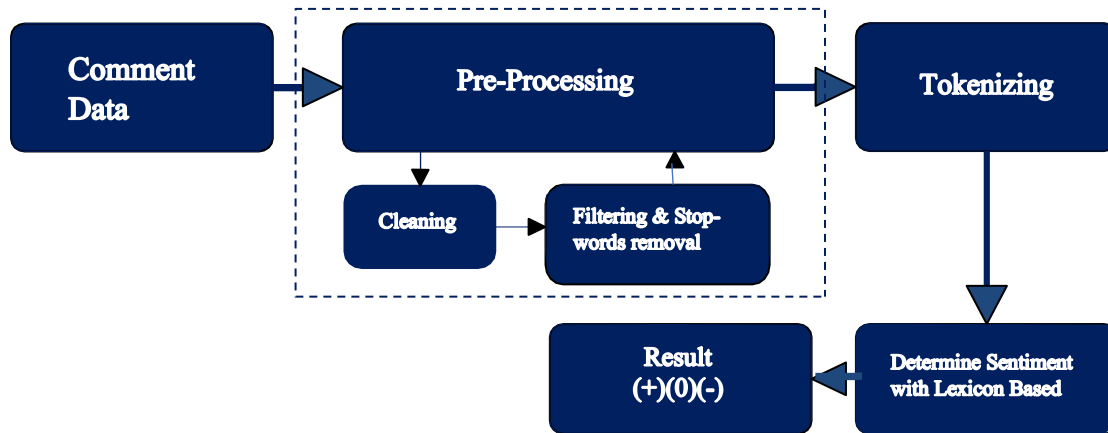 Comment
Data
Pre-Processing
Tokenizing
Cleaning
Filtering & Stop-
words removal
Result
(+)(0)(-)
Determine Sentiment
with Lexicon Based